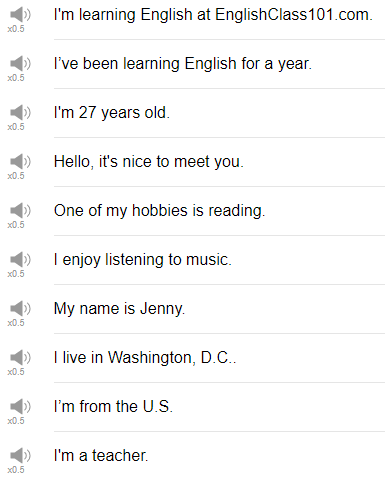 I'm learning English at EnglishClass101.com.
x0.5
I’ve been learning English for a year.
x0.5
I'm 27 years old.
x0.5
Hello, it's nice to meet you.
x0.5
One of my hobbies is reading.
x0.5
I enjoy listening to music.
x0.5
My name is Jenny.
x0.5
I live in Washington, D.C..
x0.5
I’m from the U.S.
x0.5
I'm a teacher.
x0.5